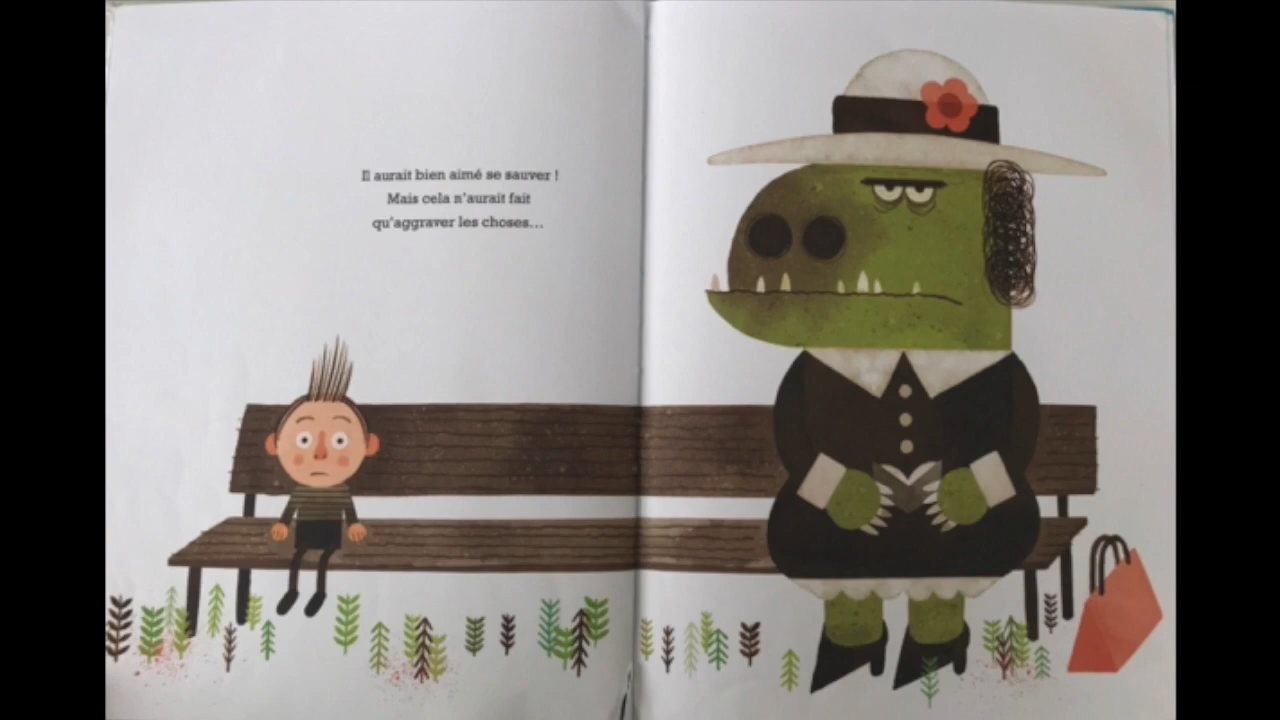 Il aurait bien aimé se sauver !
Mais cela n'aurait fait
qu'aggraver les choses...